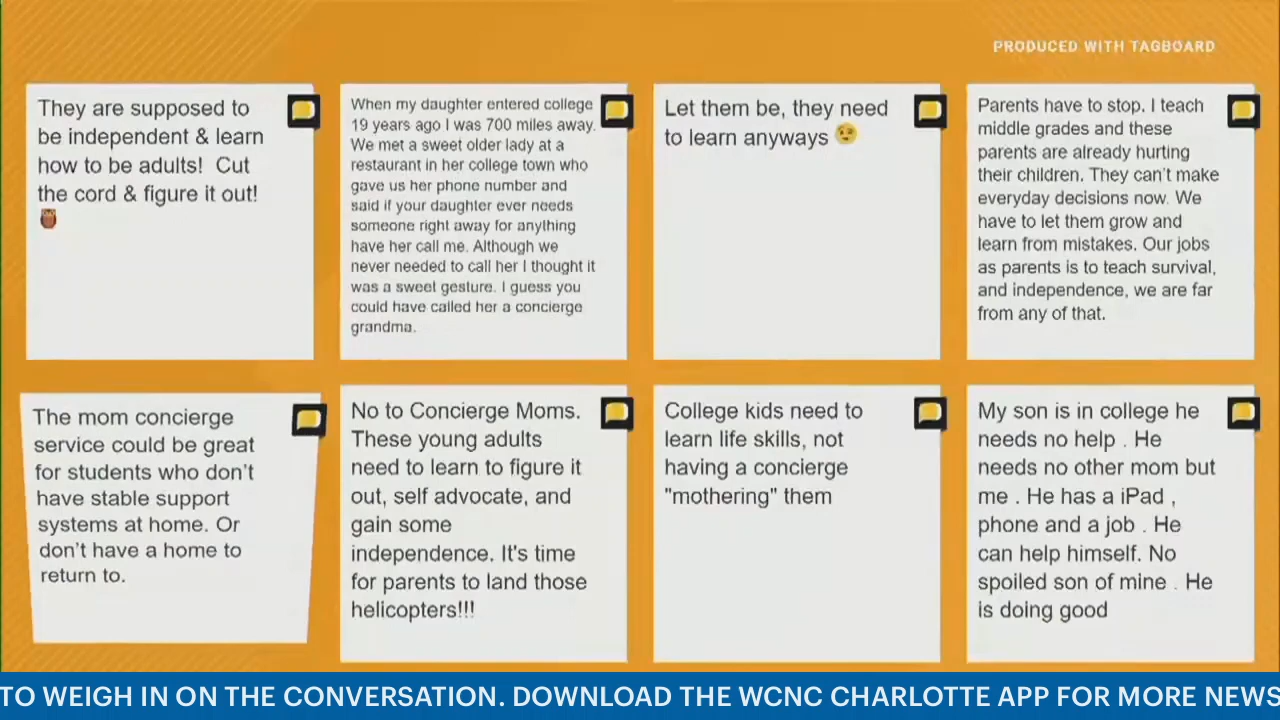 PRODUCED WITH TAGBOARD
They are supposed to
be independent & learn
how to be adults!  Cut
the cord & figure it out!
🦉
When my daughter entered college
19 years ago I was 700 miles away.
We met a sweet older lady at a
restaurant in her college town who
gave us her phone number and
said if your daughter ever needs
someone right away for anything
have her call me. Although we
never needed to call her I thought it
was a sweet gesture. I guess you
could have called her a concierge
grandma.
Let them be, they need
to learn anyways 😉
Parents have to stop. I teach
middle grades and these
parents are already hurting
their children. They can't make
everyday decisions now. We
have to let them grow and
learn from mistakes. Our jobs
as parents is to teach survival,
and independence, we are far
from any of that.
The mom concierge
service could be great
for students who don't
have stable support
systems at home. Or
don't have a home to
return to.
No to Concierge Moms.
These young adults
need to learn to figure it
out, self advocate, and
gain some
independence. It's time
for parents to land those
helicopters!!!
College kids need to
learn life skills, not
having a concierge
"mothering" them
My son is in college he
needs no help . He
needs no other mom but
me . He has a iPad ,
phone and a job . He
can help himself. No
spoiled son of mine . He
is doing good
TO WEIGH IN ON THE CONVERSATION. DOWNLOAD THE WCNC CHARLOTTE APP FOR MORE NEWS